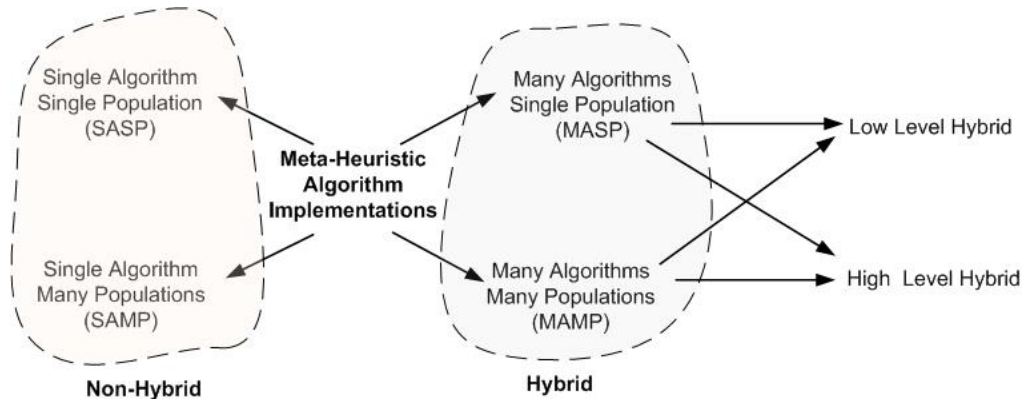 Single Algorithm
Single Population
(SASP)
Many Algorithms
Single Population
(MASP)
Low Level Hybrid
Meta-Heuristic
Algorithm
Implementations
Single Algorithm
Many Populations
(SAMP)
Many Algorithms
Many Populations
(MAMP)
High Level Hybrid
Non-Hybrid
Hybrid